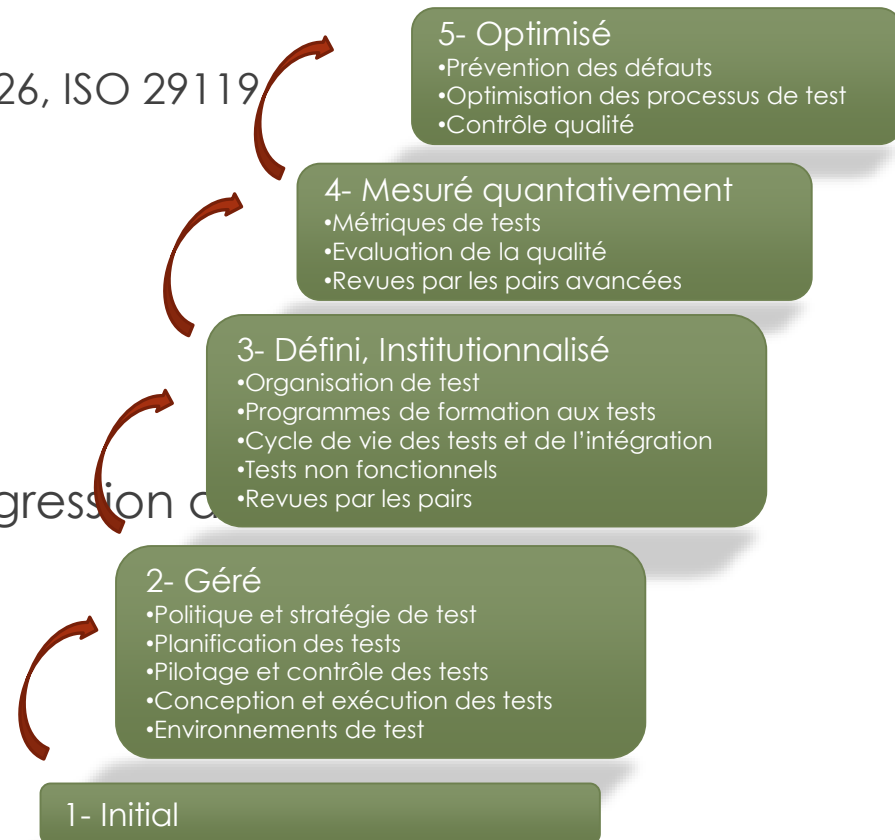 5- Optimisé
•Prévention des défauts
•Optimisation des processus de test
•Contrôle qualité
26, ISO 29119
4- Mesuré quantativement
•Métriques de tests
•Evaluation de la qualité
•Revues par les pairs avancées
3- Défini, Institutionnalisé
•Organisation de test
•Programmes de formation aux tests
•Cycle de vie des tests et de l’intégration
•Tests non fonctionnels
•Revues par les pairs
gression d
2- Géré
•Politique et stratégie de test
•Planification des tests
•Pilotage et contrôle des tests
•Conception et exécution des tests
•Environnements de test
1- Initial